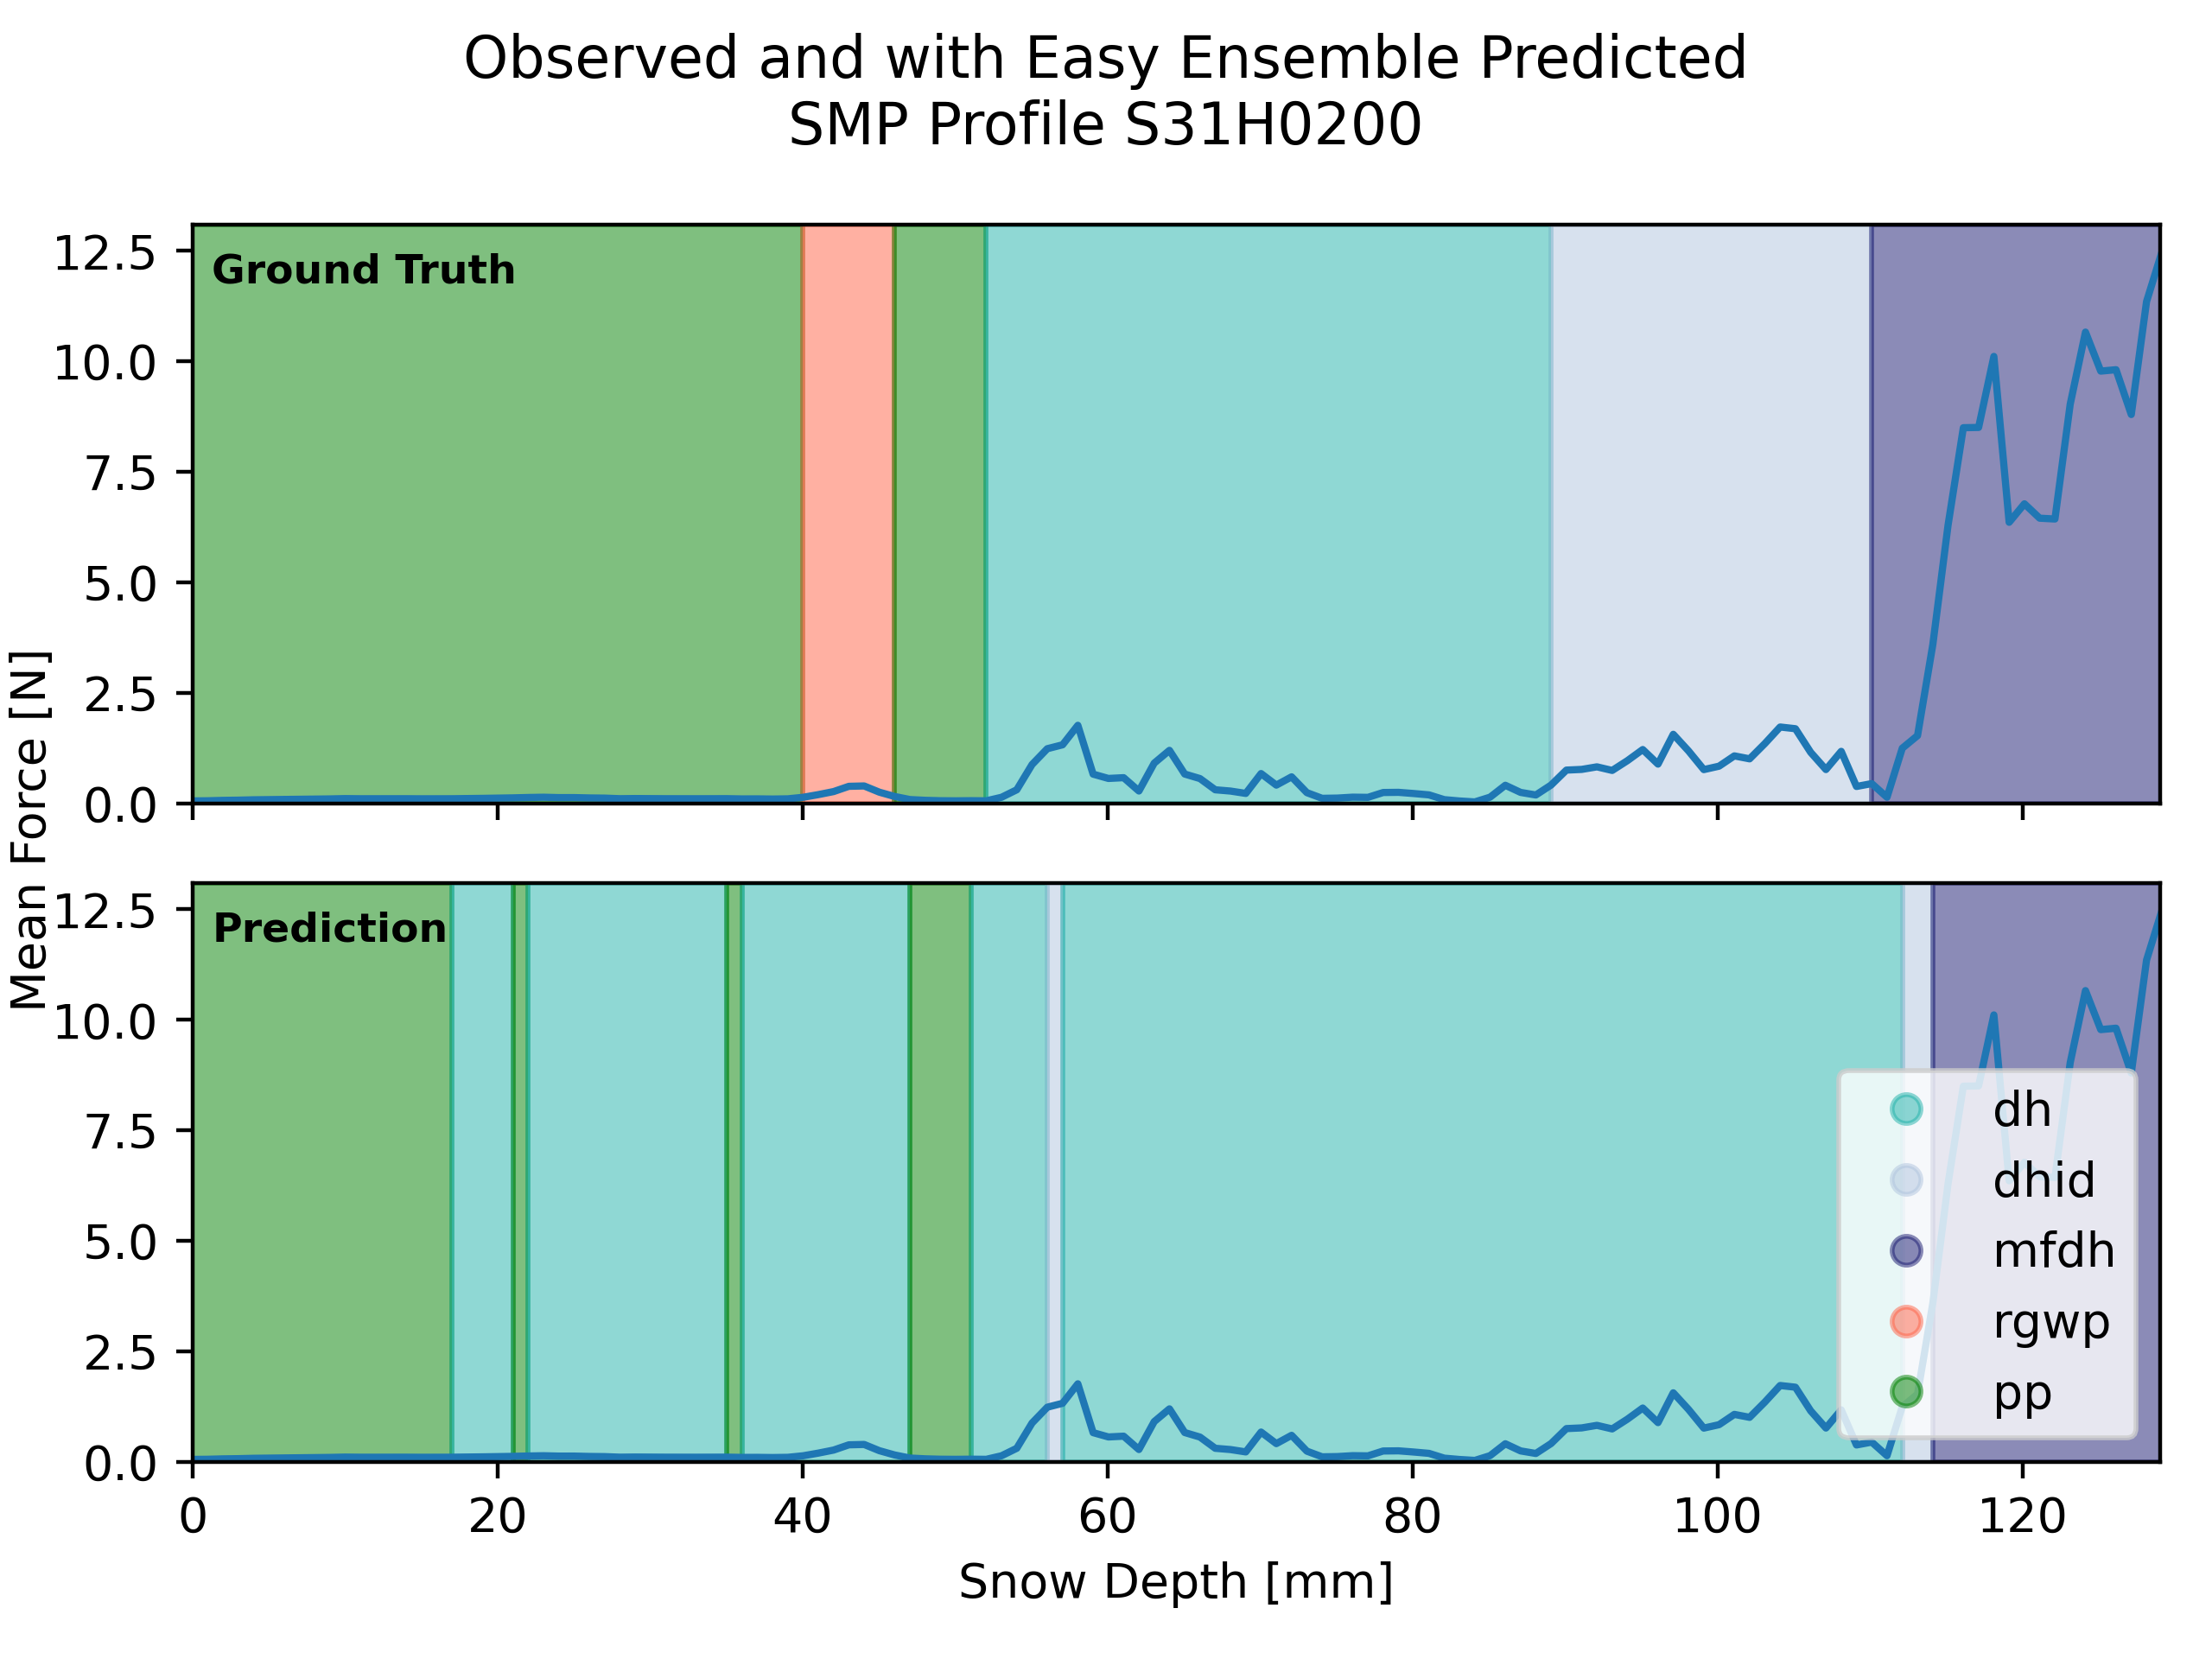 Observed and with Easy Ensemble Predicted
SMP Profile S31H0200
Mean Force [N]
12.5
10.0
7.5
5.0
2.5
0.0
Ground Truth
12.5
10.0
7.5
5.0
2.5
0.0
Prediction
dh
dhid
mfdh
rgwp
pp
0 20 40 60 80 100 120
Snow Depth [mm]